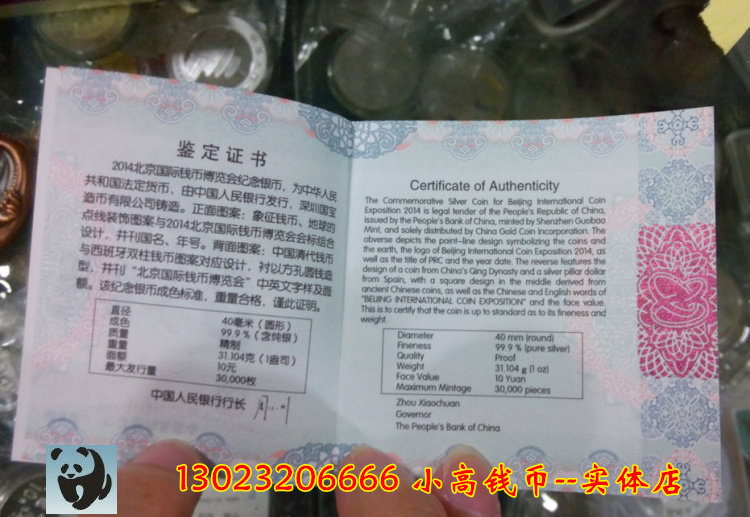 鉴定证书
2014北京国际钱币博览会纪念银币，为中华人民
共和国法定货币，由中国人民银行发行，深圳国宝
造币有限公司铸造。正面图案：象征钱币、地球的
点线装饰图案与2014北京国际钱币博览会会标组合
设计，并刊国名、年号。背面图案：中国清代钱币
与西班牙双柱钱币图案对应设计，衬以方孔圆钱造
型，并刊“北京国际钱币博览会”中英文字样及面
额。该纪念银币成色标准，重量合格，谨此证明。
直径 40毫米（圆形）
成色 99.9％（含纯银）
质量 精制
重量 31.104克（1盎司）
面额 10元
最大发行量 30,000枚
中国人民银行行长
Certificate of Authenticity
The Commemorative Silver Coin for Beijing International Coin
Exposition 2014 is legal tender of the People's Republic of China,
issued by the People's Bank of China, minted by Shenzhen Guobao
Mint, and solely distributed by China Gold Coin Incorporation. The
obverse depicts the point-line design symbolizing the coins and
the earth, the logo of Beijing International Coin Exposition 2014, as
well as the title of PRC and the year date. The reverse features the
design of a coin from China's Qing Dynasty and a silver pillar dollar
from Spain, with a square design in the middle derived from
ancient Chinese coins, as well as the Chinese and English words of
"BEIJING INTERNATIONAL COIN EXPOSITION" and the face value.
This is to certify that the coin is up to standard as to its fineness and
weight.
Diameter 40 mm (round)
Fineness 99.9 % (pure silver)
Quality Proof
Weight 31.104 g (1 oz)
Face Value 10 Yuan
Maximum Mintage 30,000 pieces
Zhou Xiaochuan
Governor
The People's Bank of China
13023206666 小高钱币--实体店